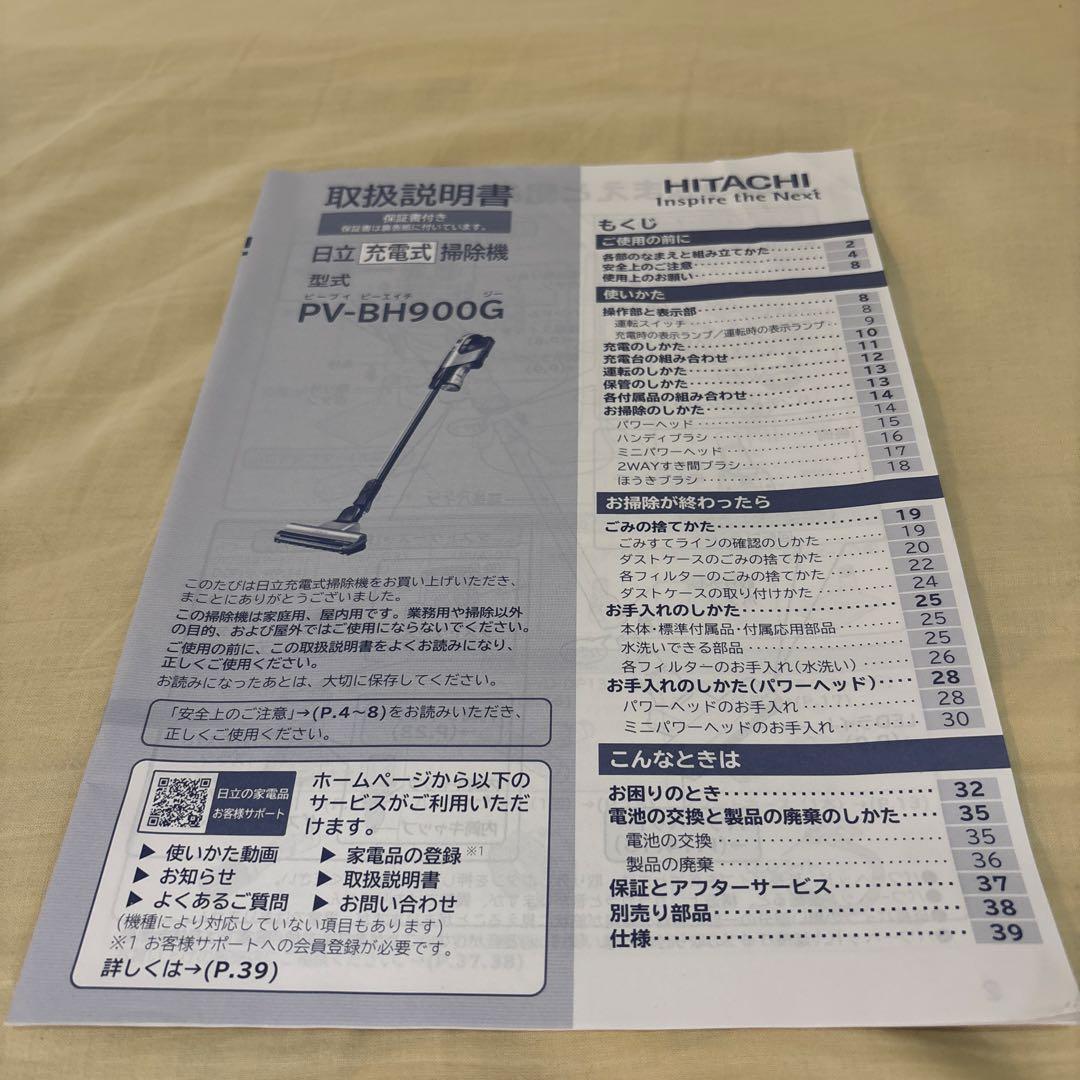 取扱説明書
保証書付き
保証書は裏表紙に付いています。
日立 充電式 掃除機
型式
ピーブイ ビーエイチ ジー
PV-BH900G
このたびは日立充電式掃除機をお買い上げいただき、
まことにありがとうございました。
この掃除機は家庭用、屋内用です。業務用や掃除以外
の目的、および屋外ではご使用にならないでください。
ご使用の前に、この取扱説明書をよくお読みになり、
正しくご使用ください。
お読みになったあとは、大切に保存してください。
「安全上のご注意」→(P.4～8)をお読みいただき、
正しくご使用ください。
日立の家電品
お客様サポート
ホームページから以下の
サービスがご利用いただ
けます。
▶ 使いかた動画 ▶ 家電品の登録※1
▶ お知らせ ▶ 取扱説明書
▶ よくあるご質問 ▶ お問い合わせ
(機種により対応していない項目もあります)
※1 お客様サポートへの会員登録が必要です。
詳しくは→(P.39)
HITACHI
Inspire the Next
もくじ
ご使用の前に
各部のなまえと組み立てかた 2
安全上のご注意 4
使用上のお願い 8
使いかた
操作部と表示部 8
運転スイッチ 8
充電時の表示ランプ/運転時の表示ランプ 9
充電のしかた 10
充電台の組み合わせ 11
運転のしかた 12
保管のしかた 13
各付属品の組み合わせ 13
お掃除のしかた 14
パワーヘッド 14
ハンディブラシ 15
ミニパワーヘッド 16
2WAYすき間ブラシ 17
ほうきブラシ 18
お掃除が終わったら
ごみの捨てかた 19
ごみすてラインの確認のしかた 19
ダストケースのごみの捨てかた 20
各フィルターのごみの捨てかた 22
ダストケースの取り付けかた 24
お手入れのしかた 25
本体・標準付属品・付属応用部品 25
水洗いできる部品 25
各フィルターのお手入れ(水洗い) 26
お手入れのしかた(パワーヘッド) 28
パワーヘッドのお手入れ 28
ミニパワーヘッドのお手入れ 30
こんなときは
お困りのとき 32
電池の交換と製品の廃棄のしかた 35
電池の交換 35
製品の廃棄 36
保証とアフターサービス 37
別売り部品 38
仕様 39